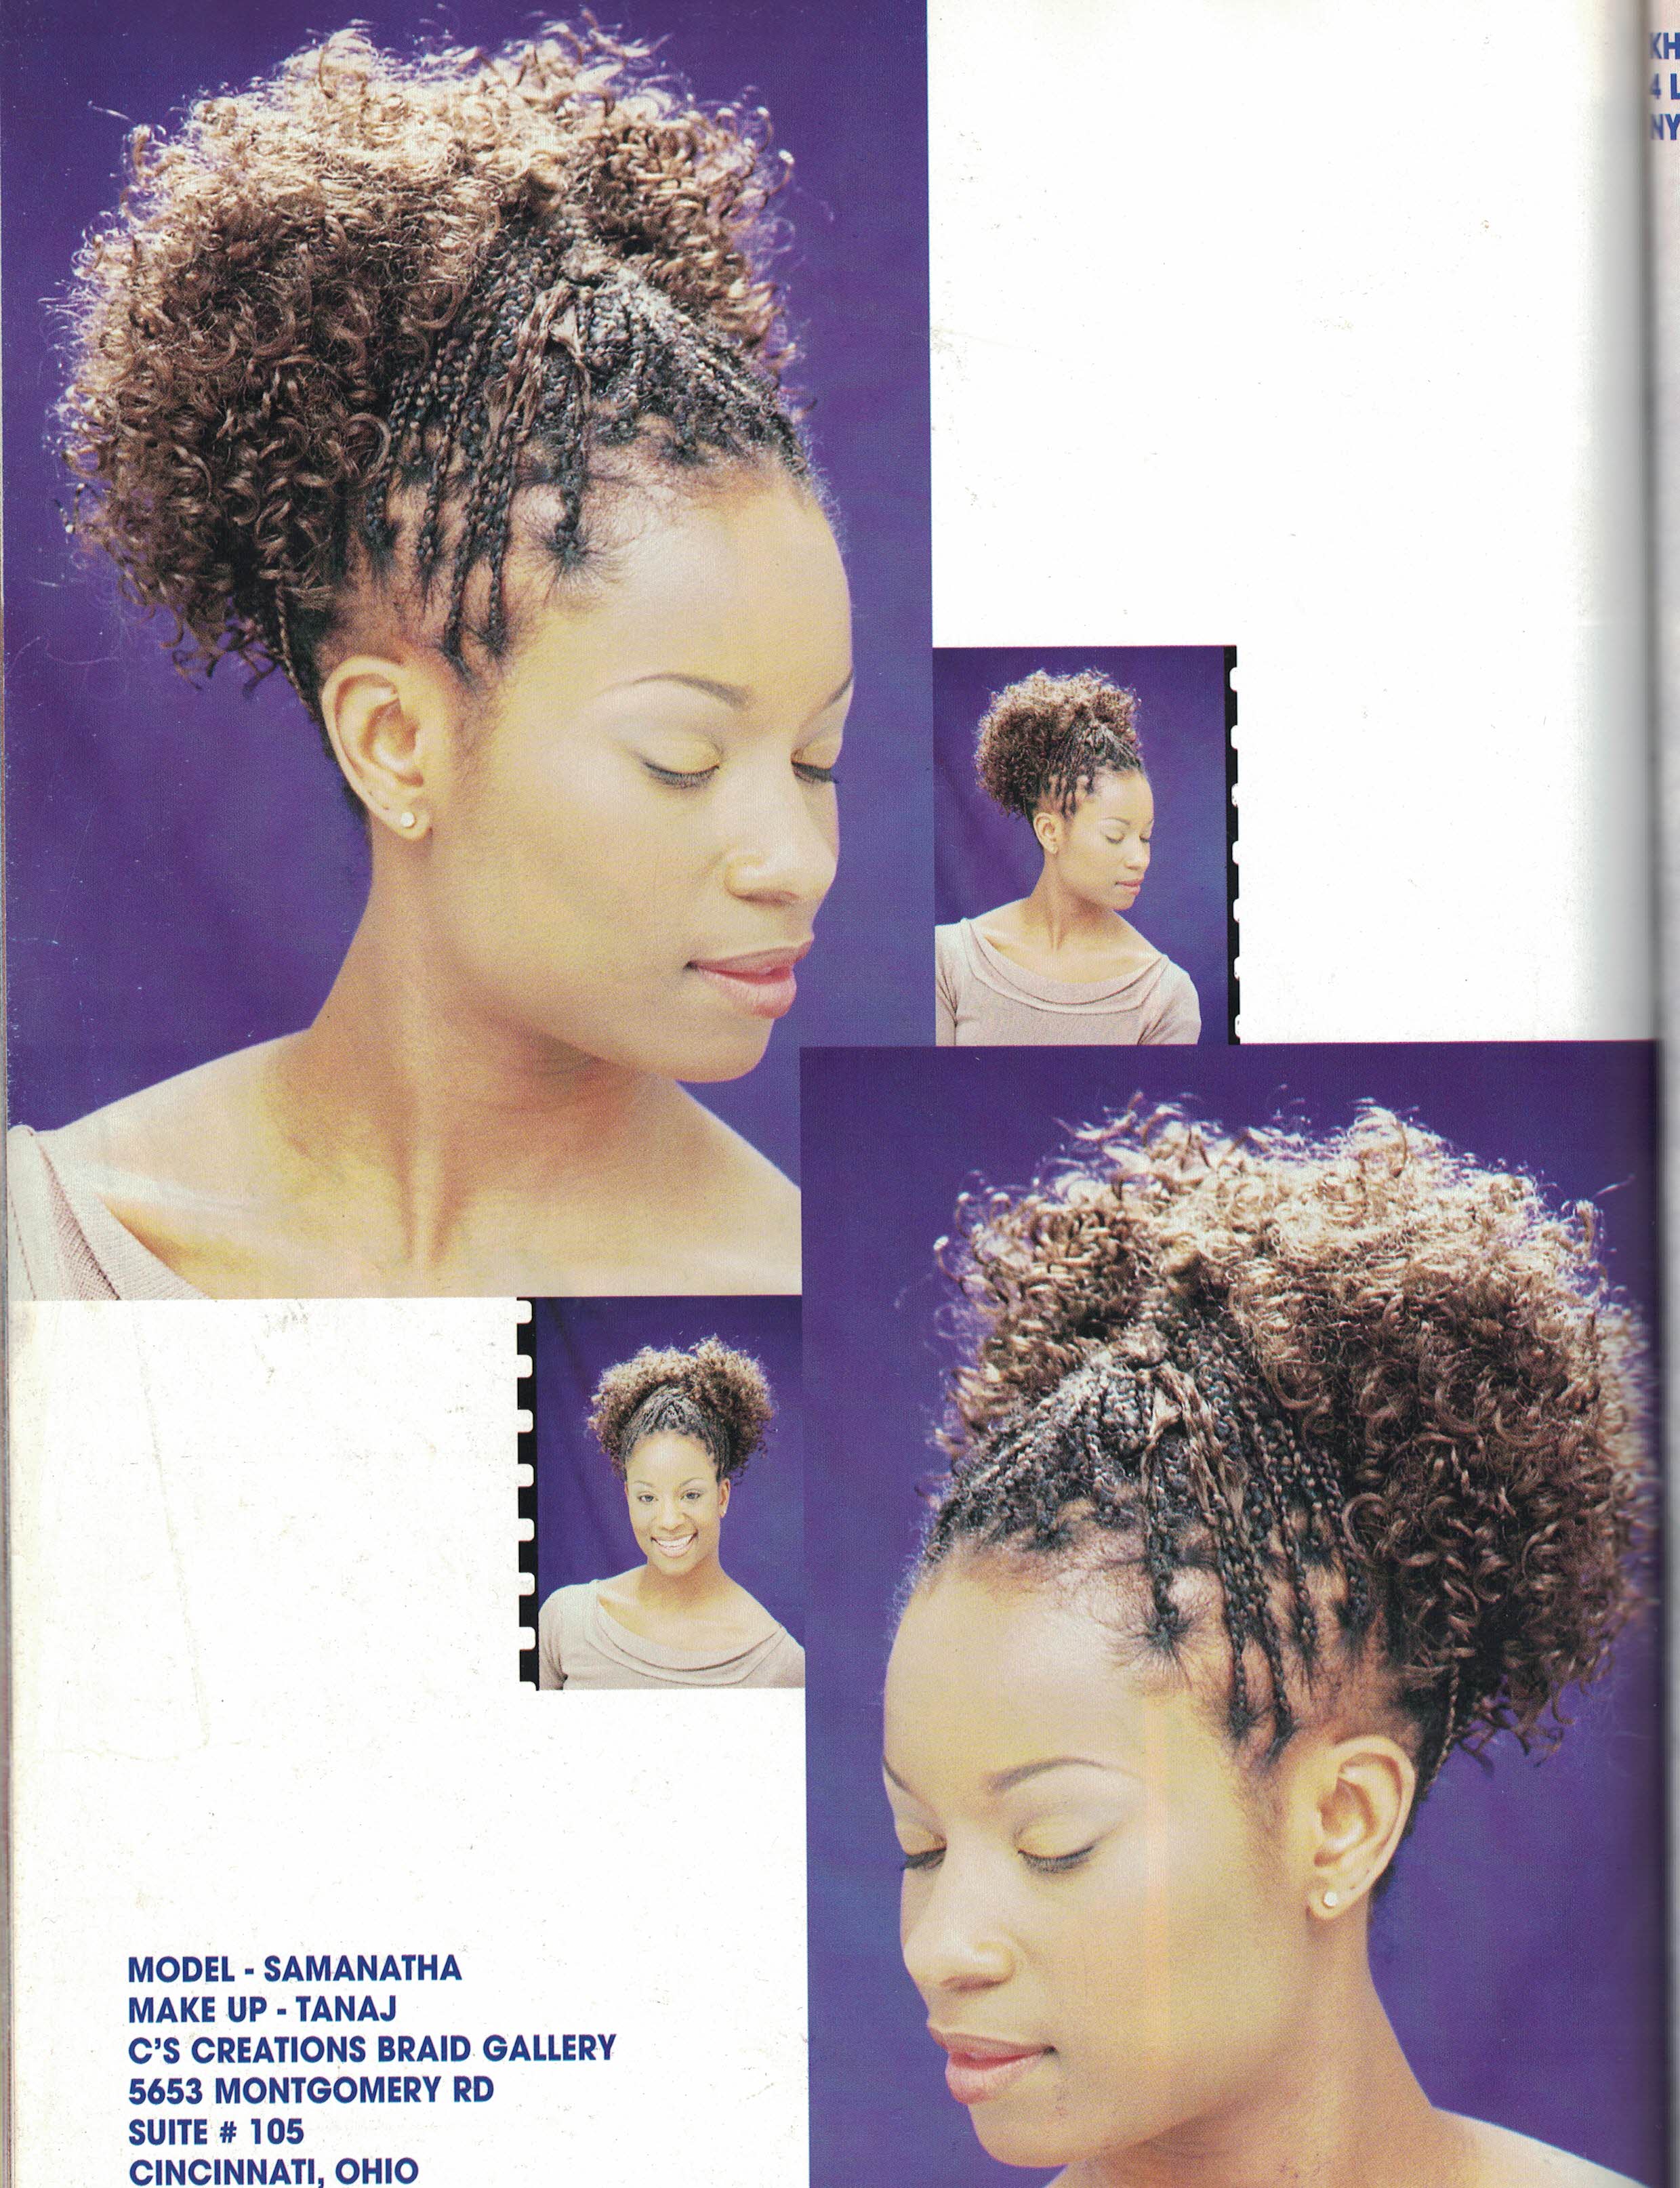 MODEL - SAMANATHA
MAKE UP - TANAJ
C'S CREATIONS BRAID GALLERY
5653 MONTGOMERY RD
SUITE # 105
CINCINNATI, OHIO
KH
4 L
NY